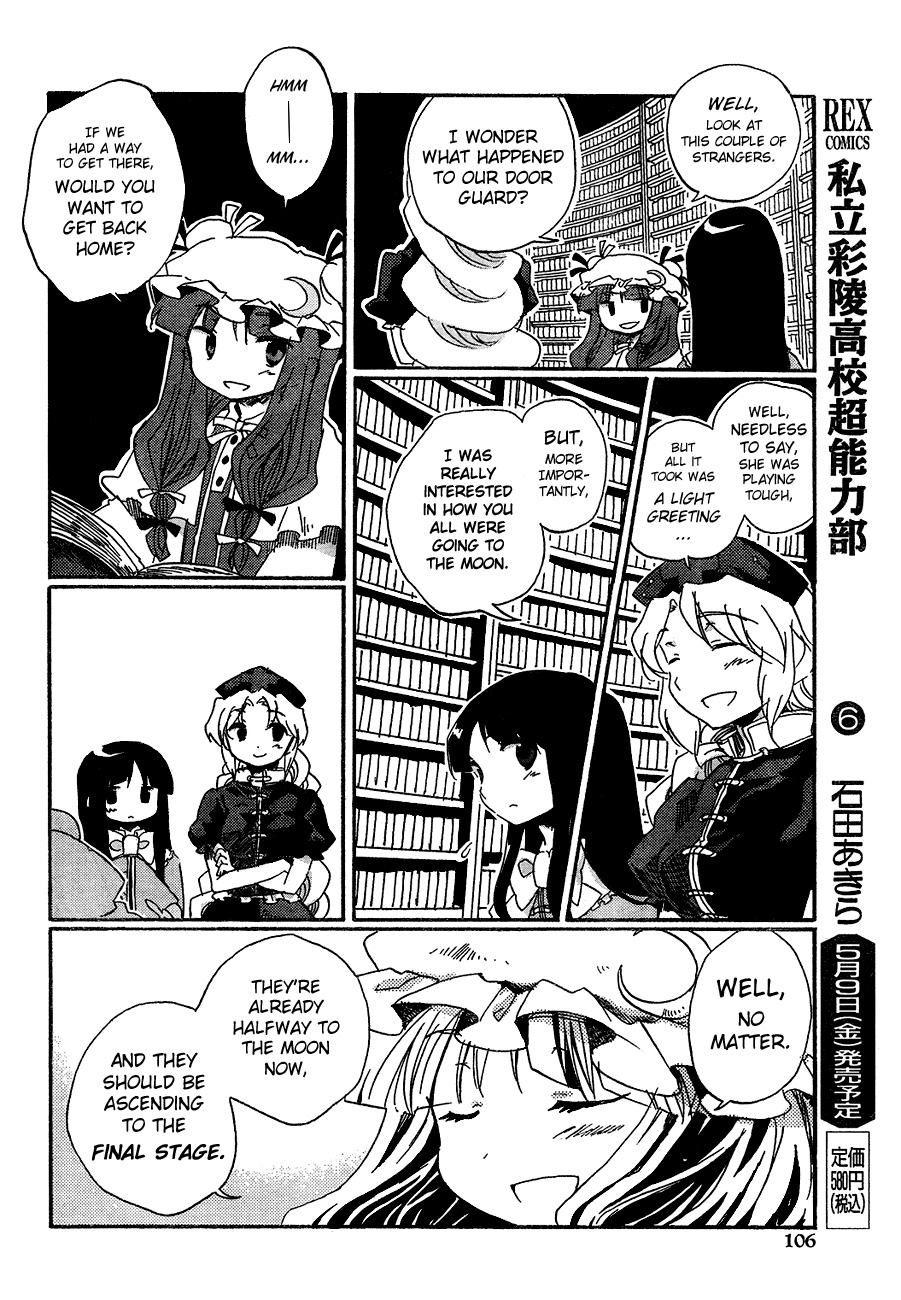 WELL,
LOOK AT
THIS COUPLE OF
STRANGERS.
I WONDER
WHAT HAPPENED
TO OUR DOOR
GUARD?
HMM
MM...
IF WE
HAD A WAY
TO GET THERE,
WOULD YOU
WANT TO
GET BACK
HOME?
WELL,
NEEDLESS
TO SAY,
SHE WAS
PLAYING
TOUGH,
BUT
ALL IT
TOOK WAS
A LIGHT
GREETING
...
BUT,
MORE
IMPOR-
TANTLY,
I WAS
REALLY
INTERESTED
IN HOW YOU
ALL WERE
GOING TO
THE MOON.
WELL,
NO
MATTER.
THEY'RE
ALREADY
HALFWAY TO
THE MOON
NOW,
AND THEY
SHOULD BE
ASCENDING
TO THE
FINAL STAGE.
REX
COMICS
私立彩陵高校超能力部
⑥
石田あきら
5月9日(金)発売予定
定価
580円
(税込)
106